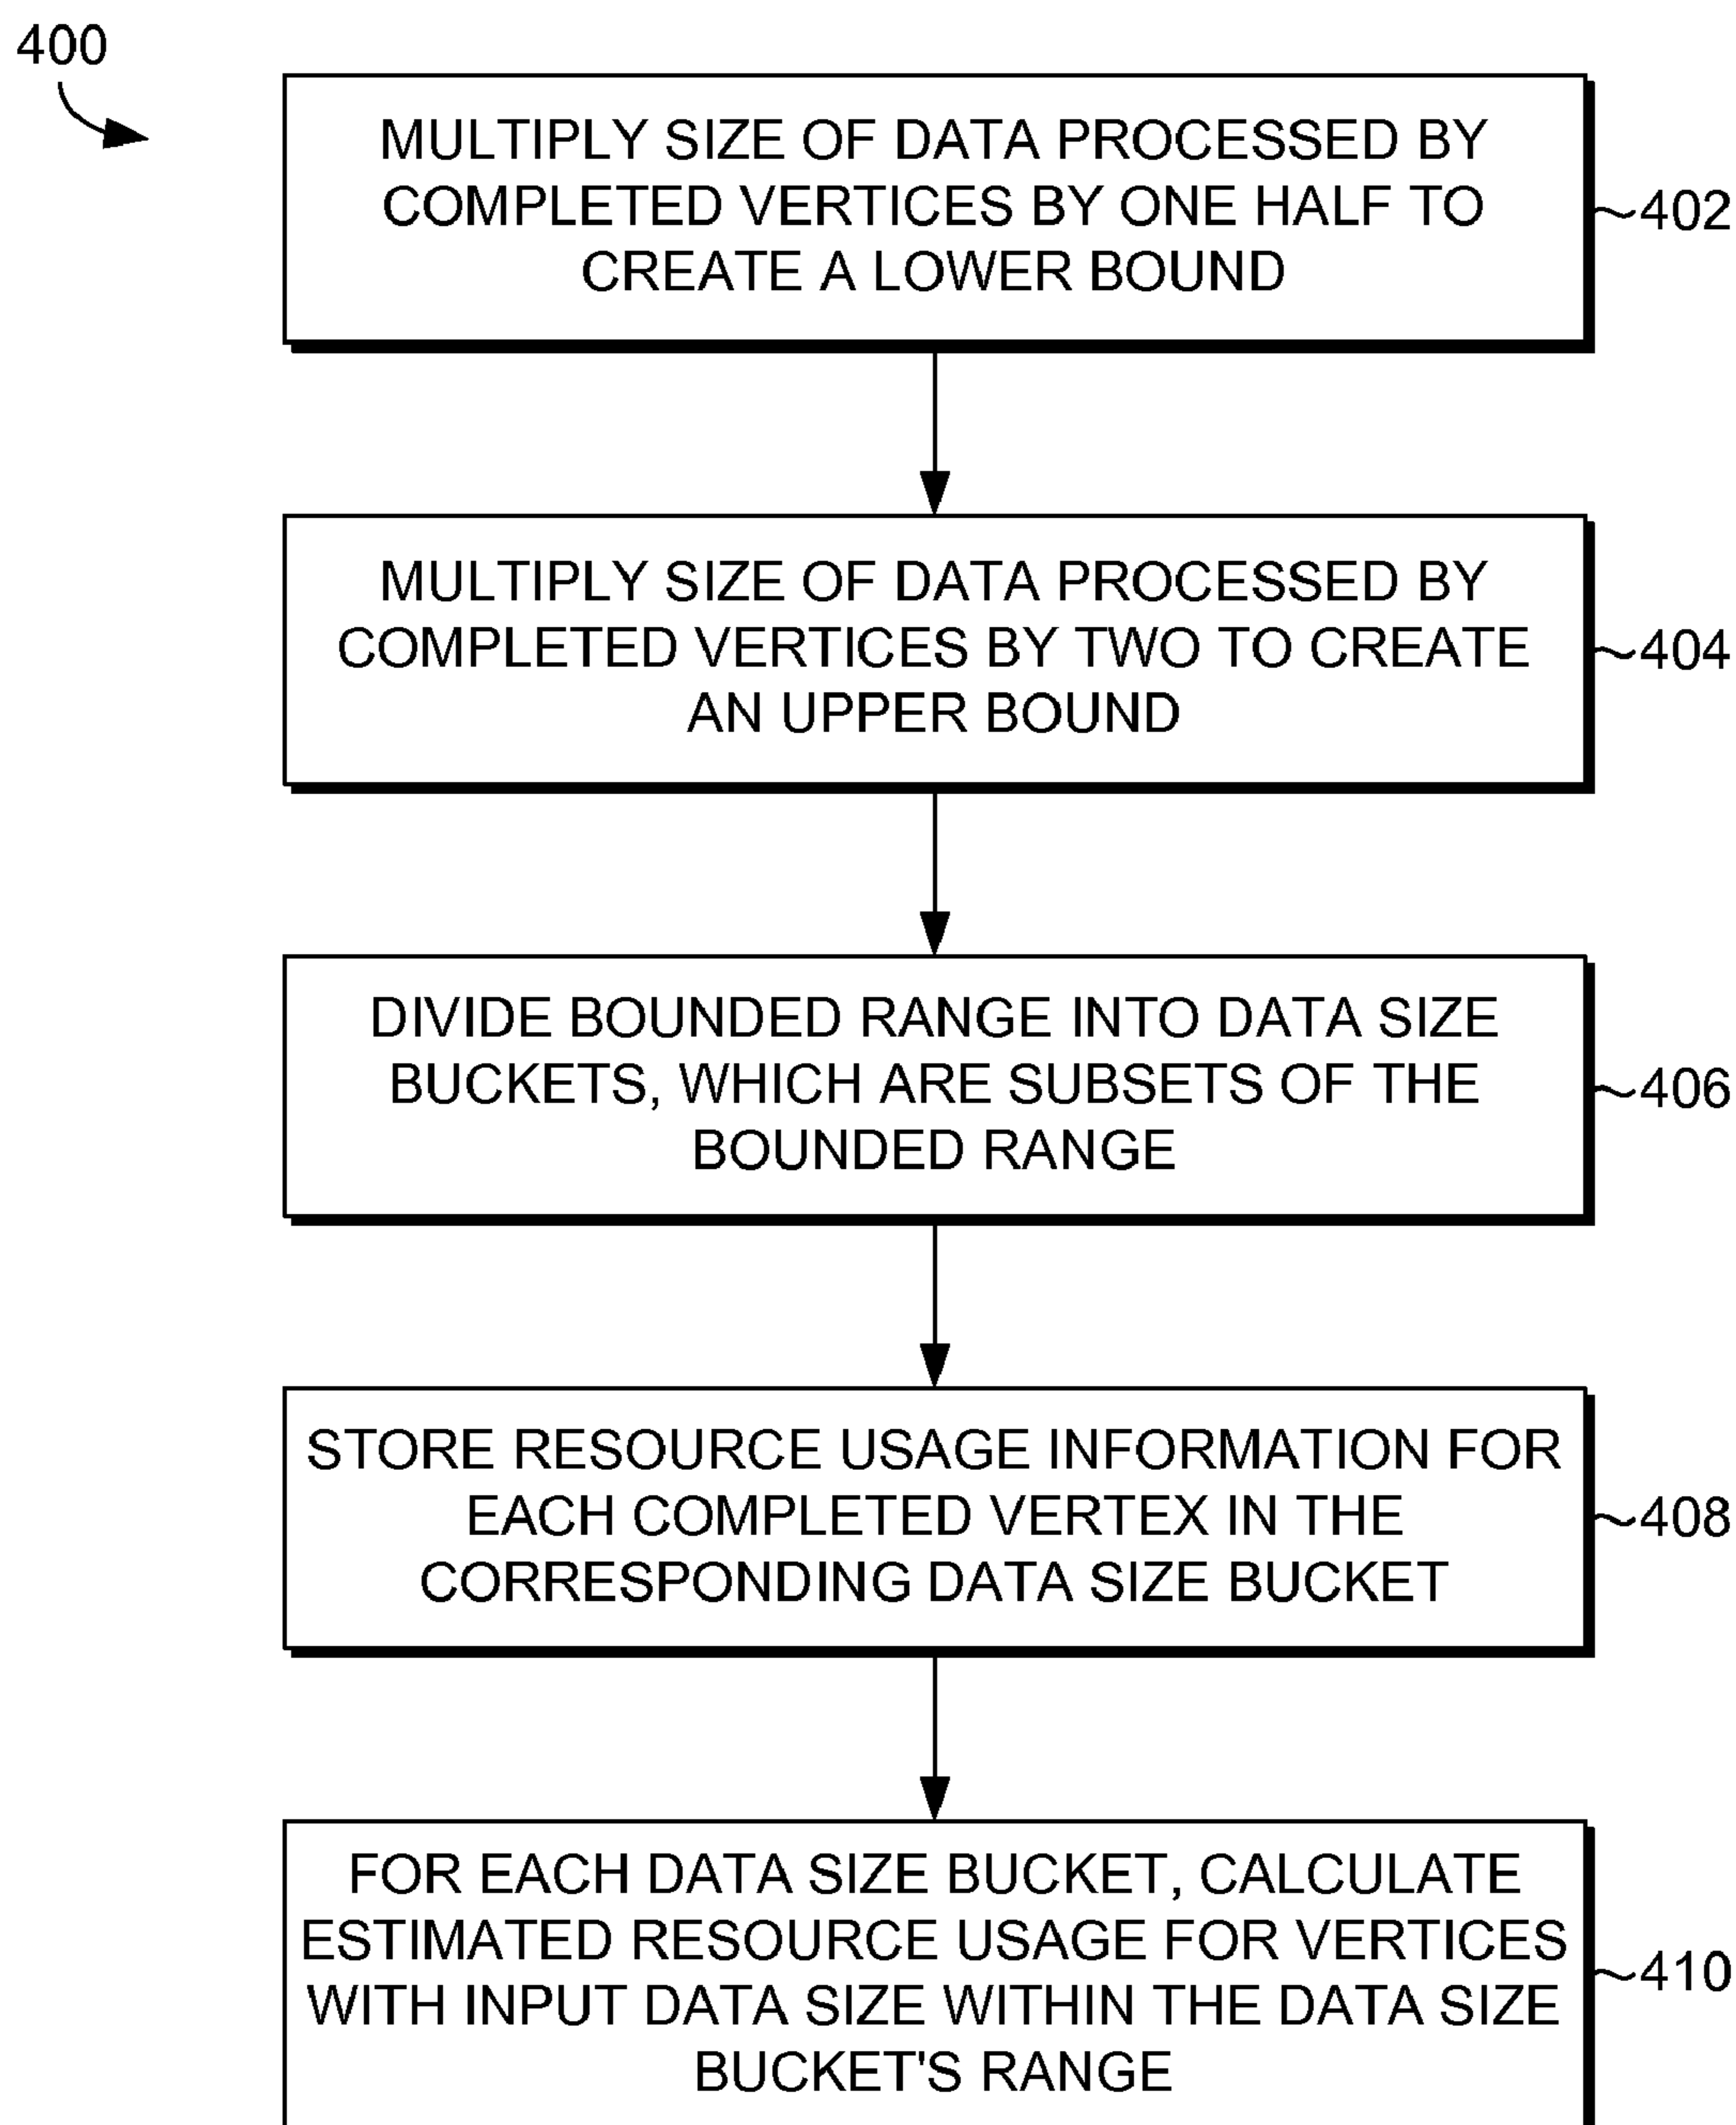 400
MULTIPLY SIZE OF DATA PROCESSED BY
COMPLETED VERTICES BY ONE HALF TO
CREATE A LOWER BOUND
402
MULTIPLY SIZE OF DATA PROCESSED BY
COMPLETED VERTICES BY TWO TO CREATE
AN UPPER BOUND
404
DIVIDE BOUNDED RANGE INTO DATA SIZE
BUCKETS, WHICH ARE SUBSETS OF THE
BOUNDED RANGE
406
STORE RESOURCE USAGE INFORMATION FOR
EACH COMPLETED VERTEX IN THE
CORRESPONDING DATA SIZE BUCKET
408
FOR EACH DATA SIZE BUCKET, CALCULATE
ESTIMATED RESOURCE USAGE FOR VERTICES
WITH INPUT DATA SIZE WITHIN THE DATA SIZE
BUCKET'S RANGE
410